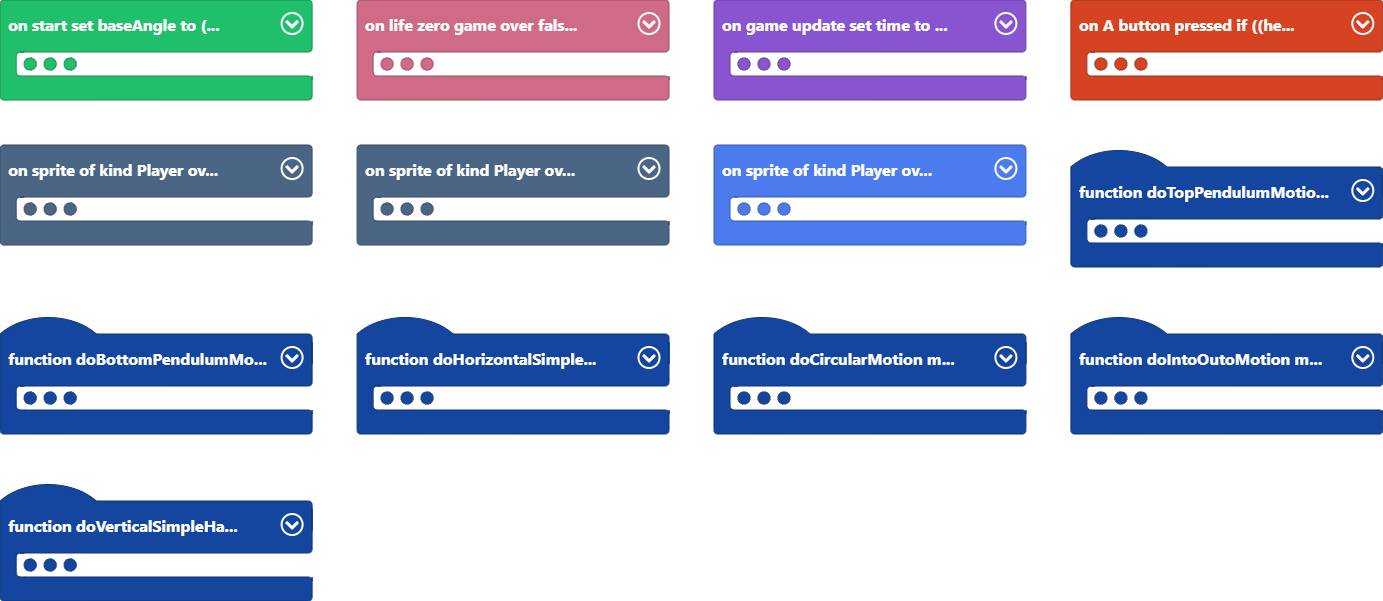 on start set baseAngle to (...
on life zero game over fals...
on game update set time to ...
on A button pressed if ((he...
on sprite of kind Player ov...
on sprite of kind Player ov...
on sprite of kind Player ov...
function doTopPendulumMotio...
function doBottomPendulumMo...
function doHorizontalSimple...
function doCircularMotion m...
function doIntoOutoMotion m...
function doVerticalSimpleHa...